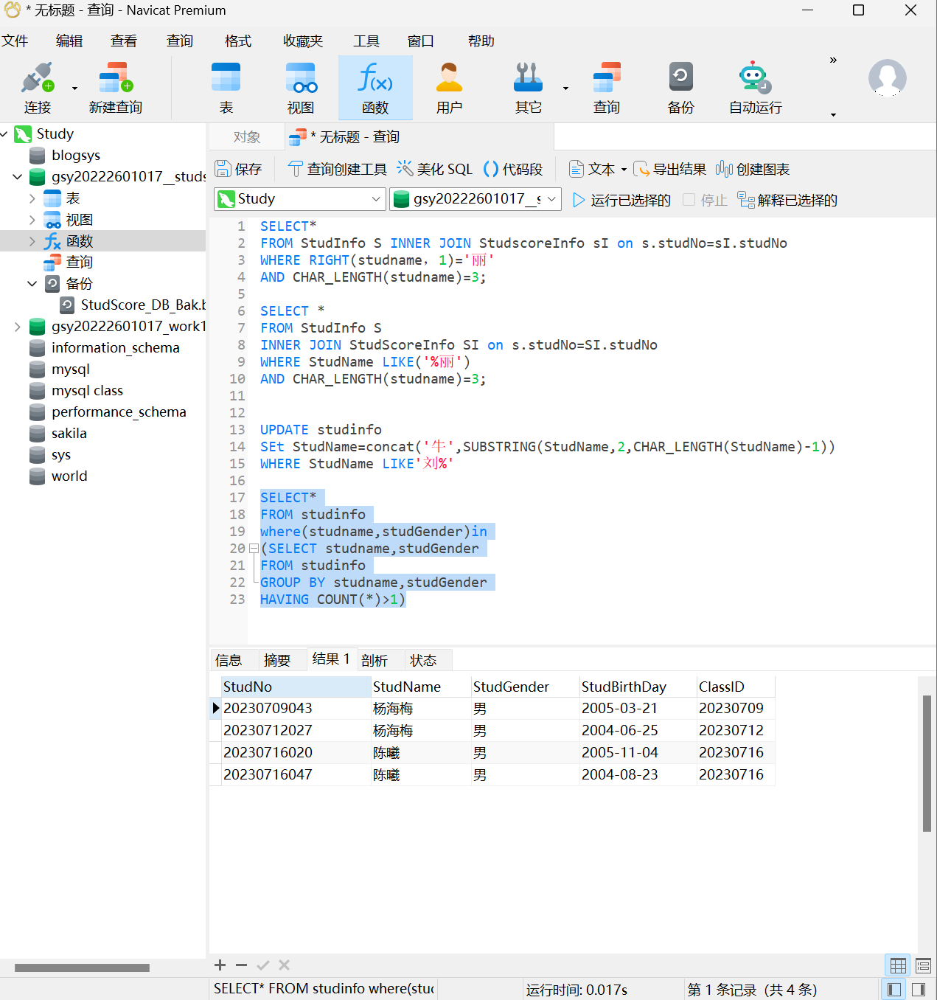 * 无标题 - 查询 - Navicat Premium
文件 编辑 查看 查询 格式 收藏夹 工具 窗口 帮助
连接 新建查询 表 视图 函数 用户 其它 查询 备份 自动运行
Study
blogsys
gsy20222601017__studs
表
视图
函数
查询
备份
StudScore_DB_Bak.b
gsy20222601017_work1
information_schema
mysql
mysql class
performance_schema
sakila
sys
world
对象 * 无标题 - 查询
保存 查询创建工具 美化 SQL 代码段 文本 导出结果 创建图表
Study gsy20222601017__s 运行已选择的 停止 解释已选择的
1 SELECT*
2 FROM StudInfo S INNER JOIN StudscoreInfo sI on s.studNo=sI.studNo
3 WHERE RIGHT(studname，1)='丽'
4 AND CHAR_LENGTH(studname)=3;
5
6 SELECT *
7 FROM StudInfo S
8 INNER JOIN StudScoreInfo SI on s.studNo=SI.studNo
9 WHERE StudName LIKE('%丽')
10 AND CHAR_LENGTH(studname)=3;
11
12
13 UPDATE studinfo
14 SEt StudName=concat('牛',SUBSTRING(StudName,2,CHAR_LENGTH(StudName)-1))
15 WHERE StudName LIKE'刘%'
16
17 SELECT*
18 FROM studinfo
19 where(studname,studGender)in
20 (SELECT studname,studGender
21 FROM studinfo
22 GROUP BY studname,studGender
23 HAVING COUNT(*)>1)
信息 摘要 结果 1 剖析 状态
StudNo StudName StudGender StudBirthDay ClassID
20230709043 杨海梅 男 2005-03-21 20230709
20230712027 杨海梅 男 2004-06-25 20230712
20230716020 陈曦 男 2005-11-04 20230716
20230716047 陈曦 男 2004-08-23 20230716
SELECT* FROM studinfo where(stud 运行时间: 0.017s 第 1 条记录 (共 4 条)